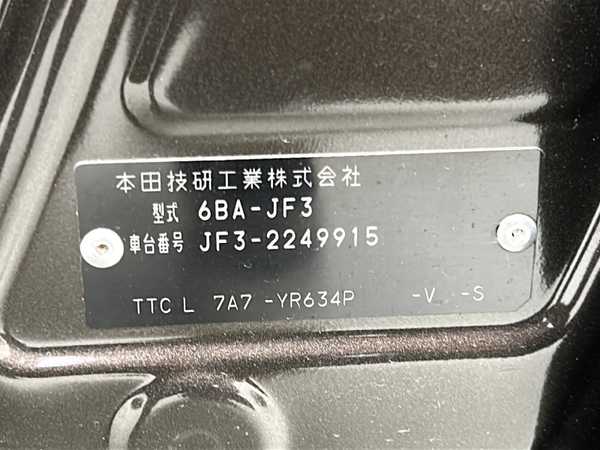 本田技研工業株式会社
型式 6BA-JF3
車台番号 JF3-2249915
TTC L 7A7 -YR634P -V -S